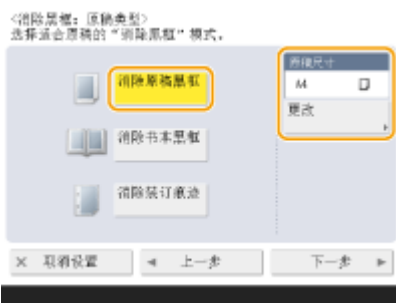 <消除黑框：原稿类型>
选择适合原稿的“消除黑框”模式。
原稿尺寸
消除原稿黑框
A4
更改
消除书本黑框
消除装订痕迹
× 取消设置
◀ 上一步
下一步 ▶